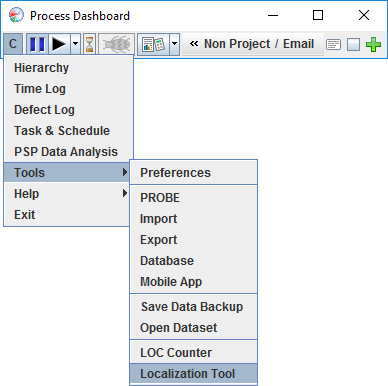 Process Dashboard
C
« Non Project / Email
Hierarchy
Time Log
Defect Log
Task & Schedule
PSP Data Analysis
Tools
Help
Exit
Preferences
PROBE
Import
Export
Database
Mobile App
Save Data Backup
Open Dataset
LOC Counter
Localization Tool